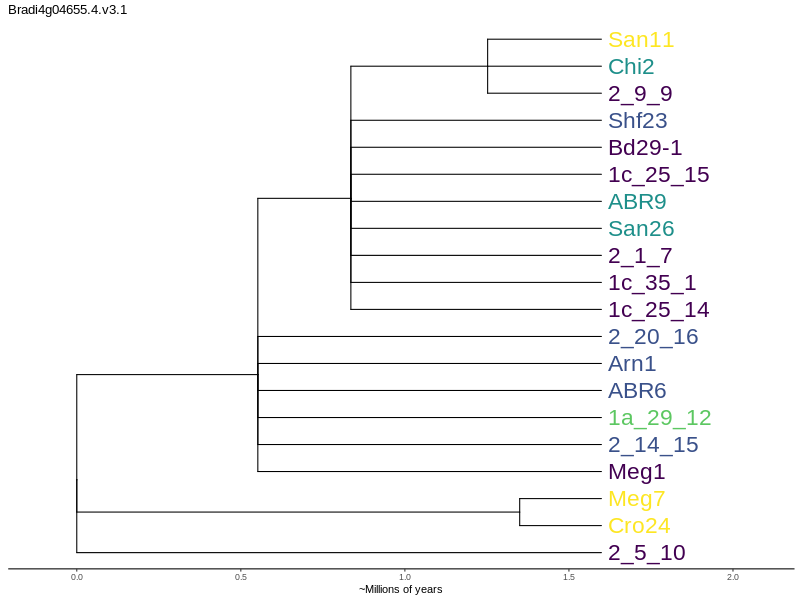 Bradi4g04655.4.v3.1
San11
Chi2
2_9_9
Shf23
Bd29-1
1c_25_15
ABR9
San26
2_1_7
1c_35_1
1c_25_14
2_20_16
Arn1
ABR6
1a_29_12
2_14_15
Meg1
Meg7
Cro24
2_5_10
0.0 0.5 1.0 1.5 2.0
~Millions of years